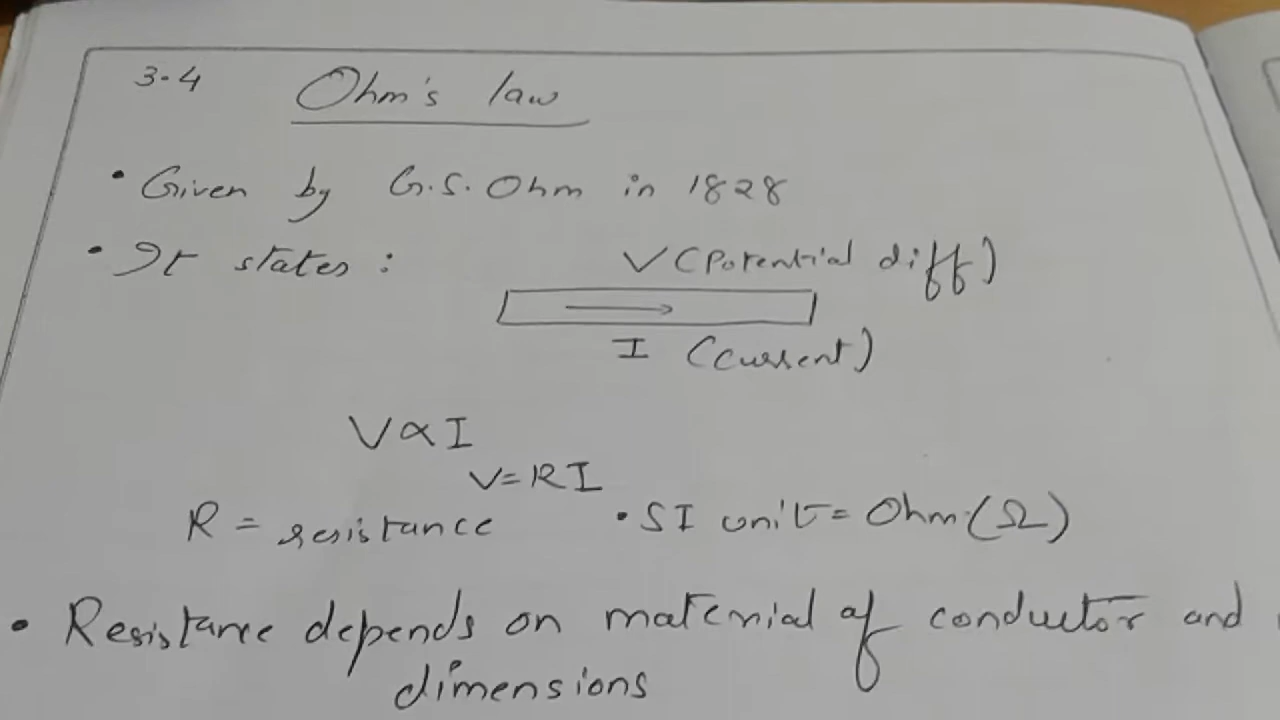 3.4 Ohm's law
• Given by G.S. Ohm in 1828
• It states :
V (Potential diff)
I (current)
V ∝ I
V = RI
R = resistance • SI unit = Ohm (Ω)
• Resistance depends on material of conductor and
dimensions